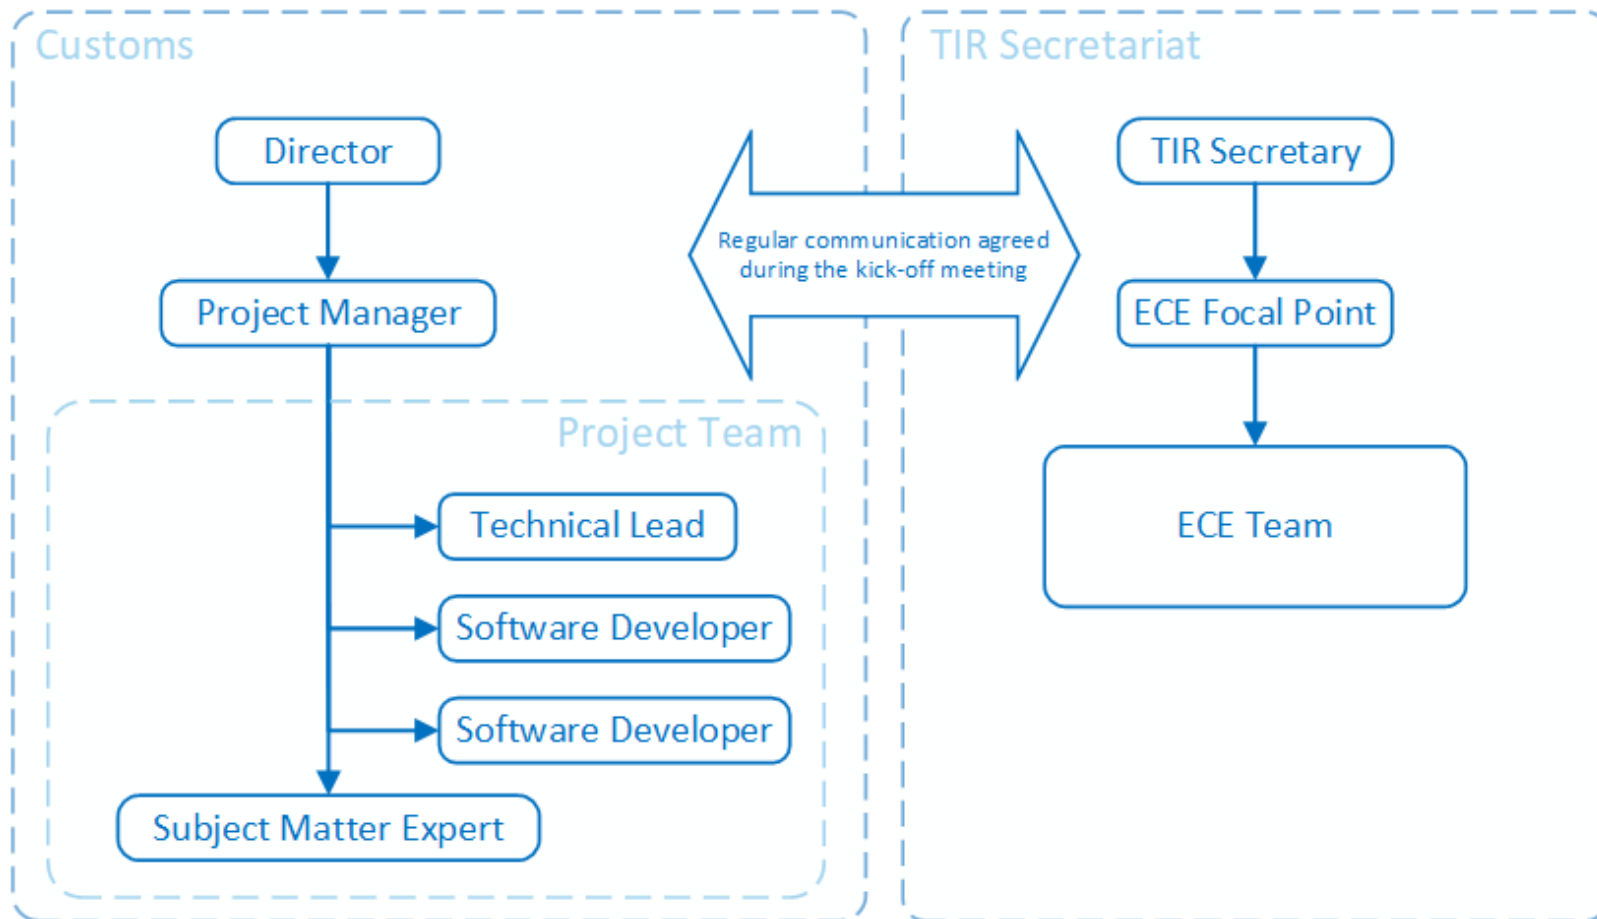 Customs
TIR Secretariat
Director
TIR Secretary
Regular communication agreed
during the kick-off meeting
Project Manager
ECE Focal Point
Project Team
Technical Lead
ECE Team
Software Developer
Software Developer
Subject Matter Expert